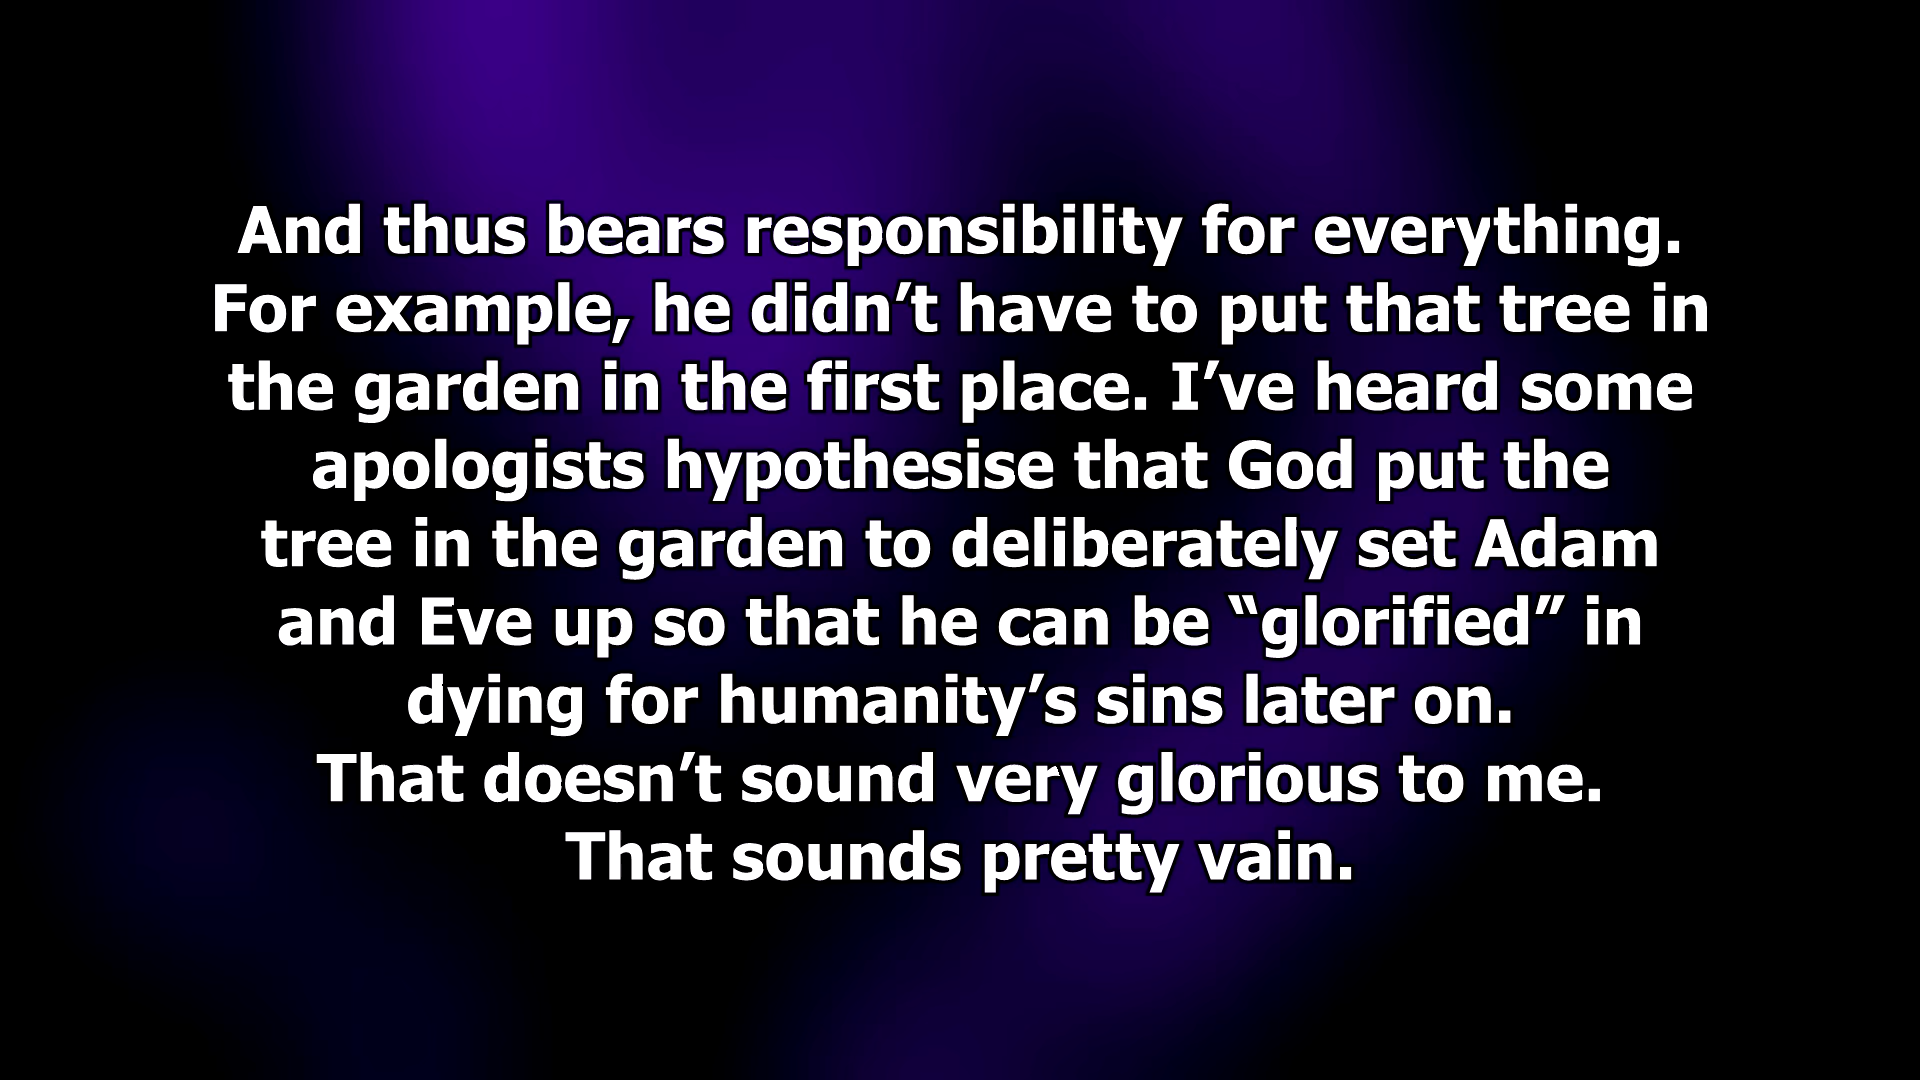 And thus bears responsibility for everything.
For example, he didn’t have to put that tree in
the garden in the first place. I’ve heard some
apologists hypothesise that God put the
tree in the garden to deliberately set Adam
and Eve up so that he can be “glorified” in
dying for humanity’s sins later on.
That doesn’t sound very glorious to me.
That sounds pretty vain.